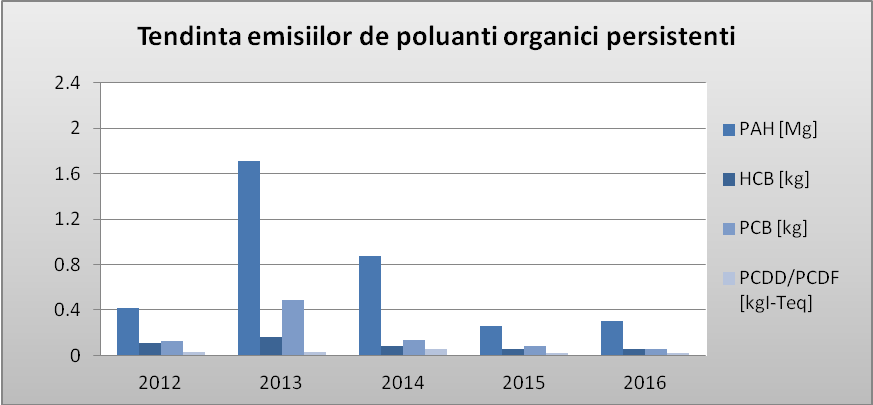 Tendinta emisiilor de poluanti organici persistenti
2.4
2
1.6
1.2
0.8
0.4
0
2012 2013 2014 2015 2016
PAH [Mg]
HCB [kg]
PCB [kg]
PCDD/PCDF
[kgI-Teq]